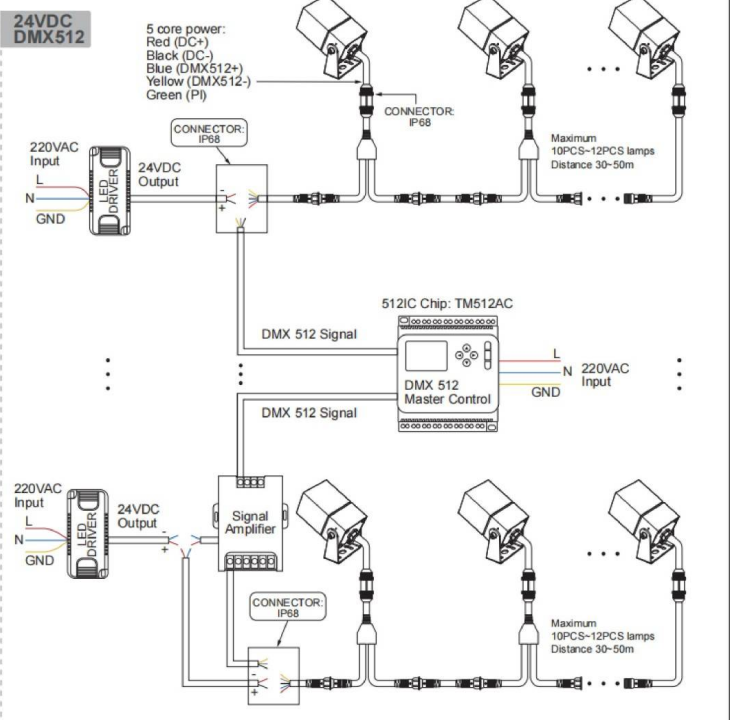 24VDC
DMX512
5 core power:
Red (DC+)
Black (DC-)
Blue (DMX512+)
Yellow (DMX512-)
Green (PI)
CONNECTOR:
IP68
CONNECTOR:
IP68
220VAC
Input
L
N
GND
LED
DRIVER
24VDC
Output
-
+
Maximum
10PCS~12PCS lamps
Distance 30~50m
512IC Chip: TM512AC
DMX 512 Signal
DMX 512
Master Control
L
N
GND
220VAC
Input
DMX 512 Signal
220VAC
Input
L
N
GND
LED
DRIVER
24VDC
Output
-
+
Signal
Amplifier
CONNECTOR:
IP68
-
+
Maximum
10PCS~12PCS lamps
Distance 30~50m